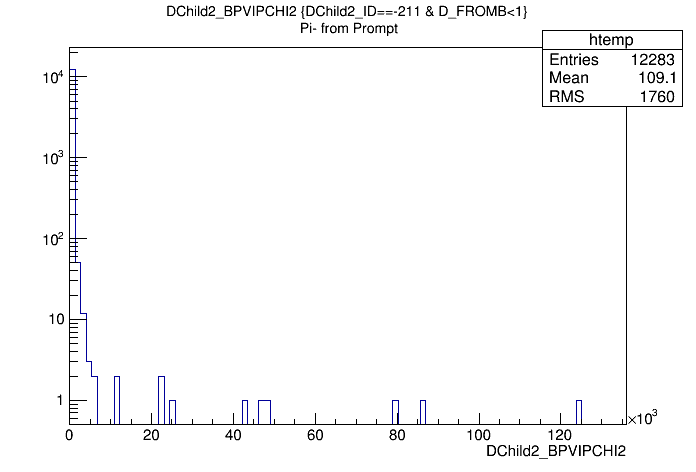 DChild2_BPVIPCHI2 {DChild2_ID==-211 & D_FROMB<1}
Pi- from Prompt
htemp
Entries 12283
Mean 109.1
RMS 1760
10^4
10^3
10^2
10
1
0 20 40 60 80 100 120
×10^3
DChild2_BPVIPCHI2